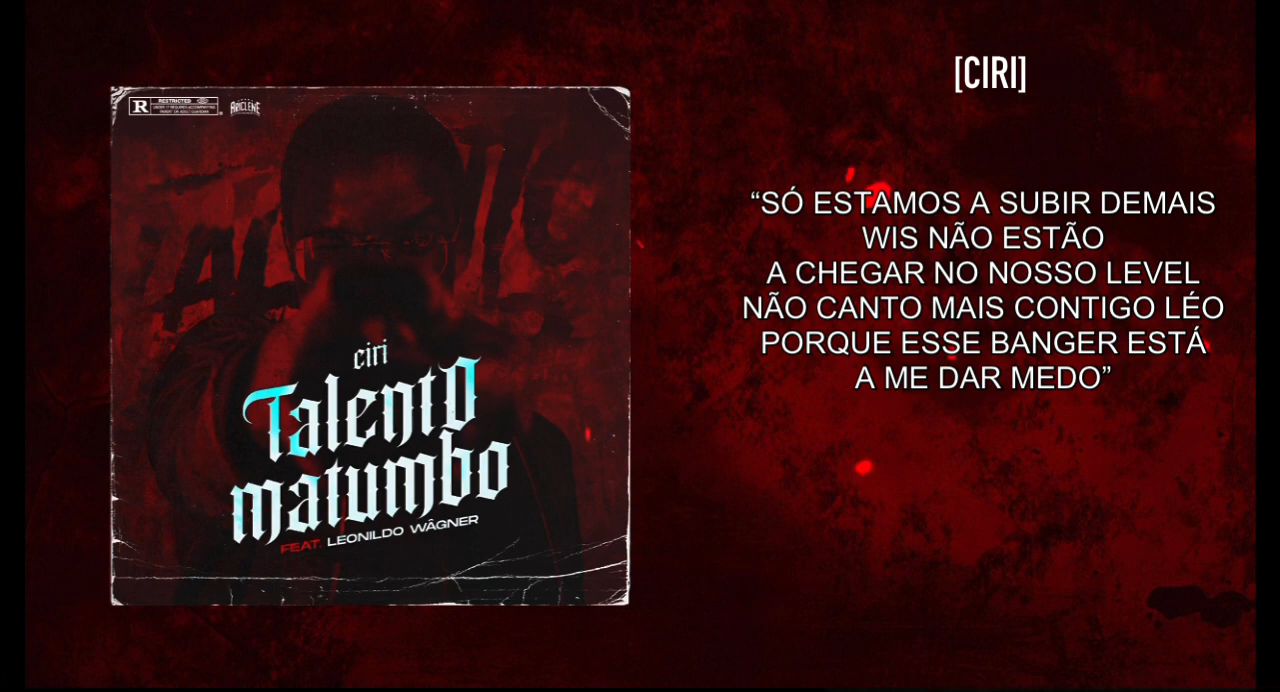 R RESTRICTED
ARICLENE
ciri
Talento
matumbo
FEAT. LEONILDO WÂGNER
[CIRI]
“SÓ ESTAMOS A SUBIR DEMAIS
WIS NÃO ESTÃO
A CHEGAR NO NOSSO LEVEL
NÃO CANTO MAIS CONTIGO LÉO
PORQUE ESSE BANGER ESTÁ
A ME DAR MEDO”